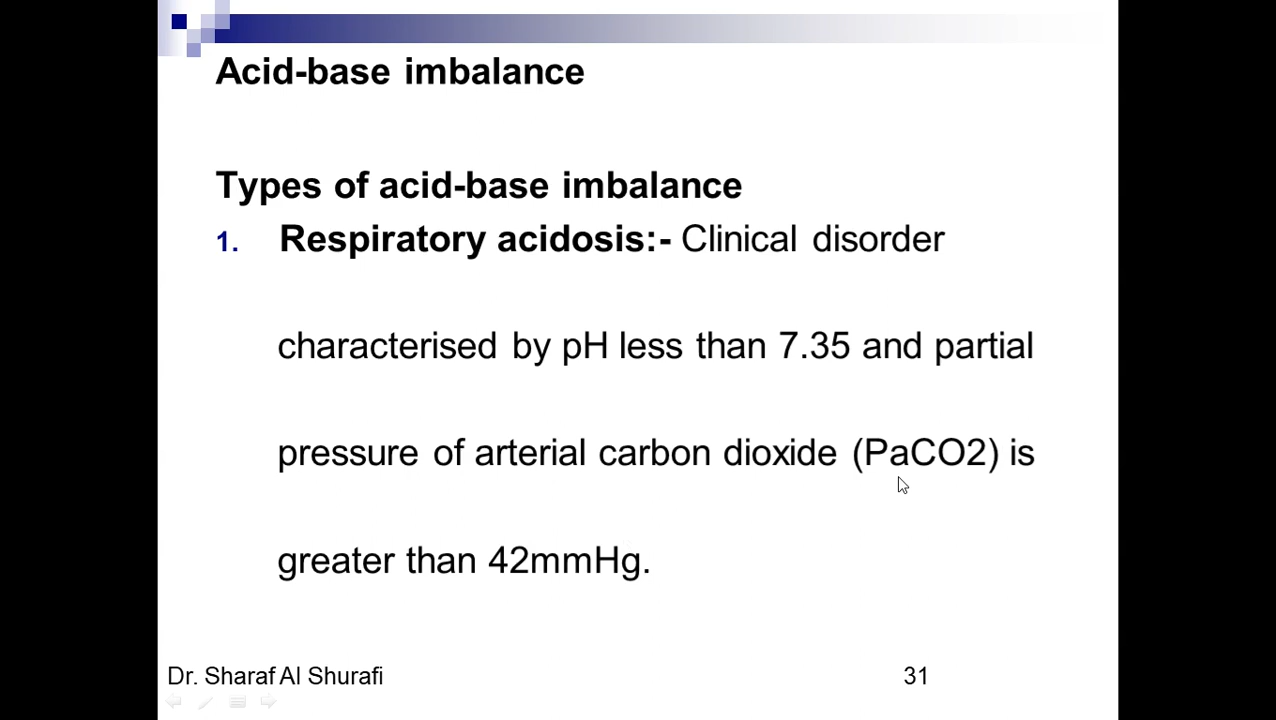 Acid-base imbalance
Types of acid-base imbalance
1. Respiratory acidosis:- Clinical disorder
characterised by pH less than 7.35 and partial
pressure of arterial carbon dioxide (PaCO2) is
greater than 42mmHg.
Dr. Sharaf Al Shurafi 31